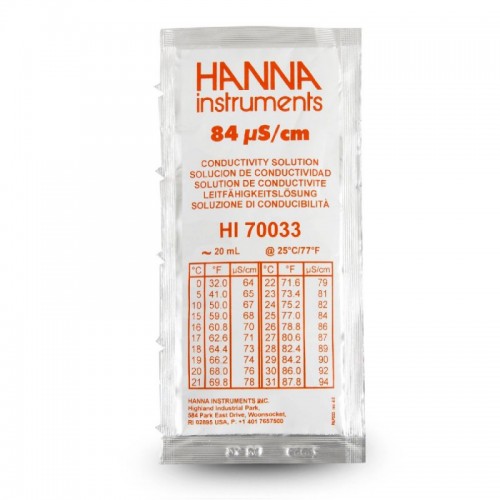 HANNA
instruments
84 µS/cm
CONDUCTIVITY SOLUTION
SOLUCION DE CONDUCTIVIDAD
SOLUTION DE CONDUCTIVITE
LEITFÄHIGKEITSLÖSUNG
SOLUZIONE DI CONDUCIBILITÀ
HI 70033
~ 20 mL @ 25°C/77°F
°C °F µS/cm °C °F µS/cm
0 32.0 64 22 71.6 79
5 41.0 65 23 73.4 81
10 50.0 67 24 75.2 82
15 59.0 68 25 77.0 84
16 60.8 70 26 78.8 86
17 62.6 71 27 80.6 87
18 64.4 73 28 82.4 89
19 66.2 74 29 84.2 90
20 68.0 76 30 86.0 92
21 69.8 78 31 87.8 94
HANNA INSTRUMENTS INC.
Highland Industrial Park,
584 Park East Drive, Woonsocket,
RI 02895 USA, P. +1 401 7657500